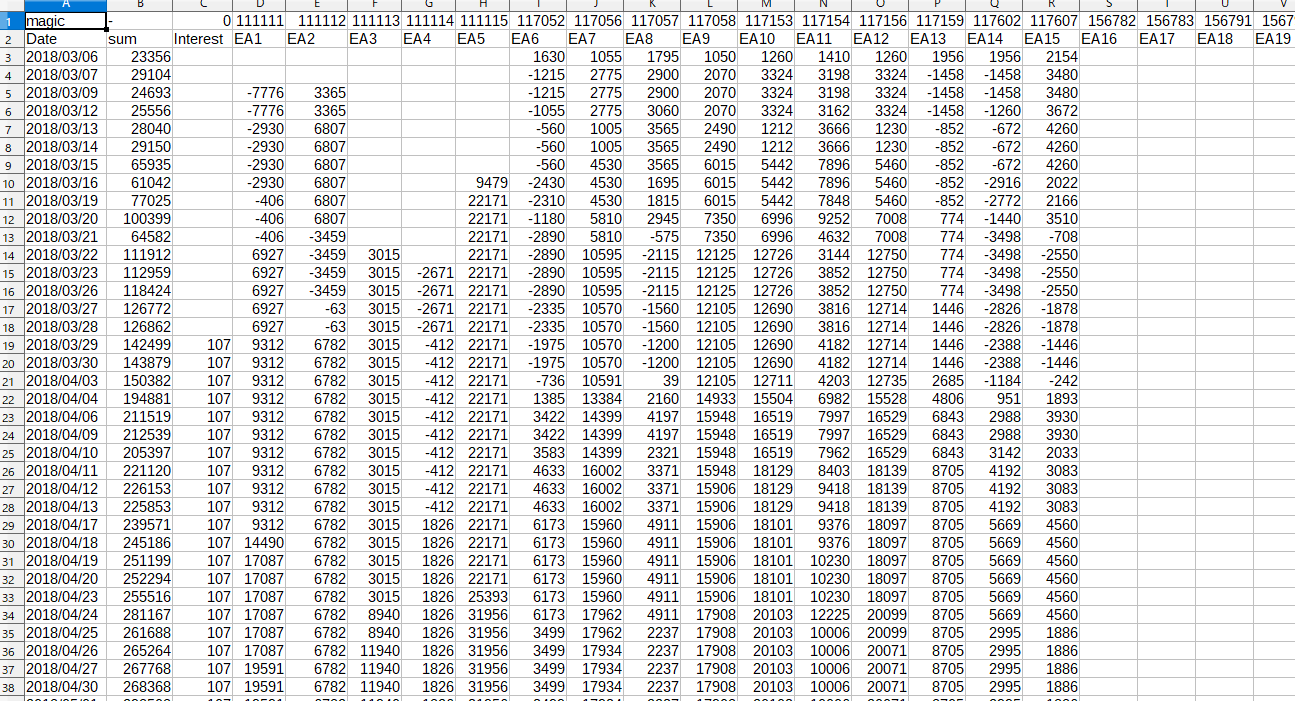 A B C D E F G H I J K L M N O P Q R S T U V
1 magic - 0 111111 111112 111113 111114 111115 117052 117056 117057 117058 117153 117154 117156 117159 117602 117607 156782 156783 156791 1567
2 Date sum Interest EA1 EA2 EA3 EA4 EA5 EA6 EA7 EA8 EA9 EA10 EA11 EA12 EA13 EA14 EA15 EA16 EA17 EA18 EA19
3 2018/03/06 23356 1630 1055 1795 1050 1260 1410 1260 1956 1956 2154
4 2018/03/07 29104 -1215 2775 2900 2070 3324 3198 3324 -1458 -1458 3480
5 2018/03/09 24693 -7776 3365 -1215 2775 2900 2070 3324 3198 3324 -1458 -1458 3480
6 2018/03/12 25556 -7776 3365 -1055 2775 3060 2070 3324 3162 3324 -1458 -1260 3672
7 2018/03/13 28040 -2930 6807 -560 1005 3565 2490 1212 3666 1230 -852 -672 4260
8 2018/03/14 29150 -2930 6807 -560 1005 3565 2490 1212 3666 1230 -852 -672 4260
9 2018/03/15 65935 -2930 6807 -560 4530 3565 6015 5442 7896 5460 -852 -672 4260
10 2018/03/16 61042 -2930 6807 9479 -2430 4530 1695 6015 5442 7896 5460 -852 -2916 2022
11 2018/03/19 77025 -406 6807 22171 -2310 4530 1815 6015 5442 7848 5460 -852 -2772 2166
12 2018/03/20 100399 -406 6807 22171 -1180 5810 2945 7350 6996 9252 7008 774 -1440 3510
13 2018/03/21 64582 -406 -3459 22171 -2890 5810 -575 7350 6996 4632 7008 774 -3498 -708
14 2018/03/22 111912 6927 -3459 3015 22171 -2890 10595 -2115 12125 12726 3144 12750 774 -3498 -2550
15 2018/03/23 112959 6927 -3459 3015 -2671 22171 -2890 10595 -2115 12125 12726 3852 12750 774 -3498 -2550
16 2018/03/26 118424 6927 -3459 3015 -2671 22171 -2890 10595 -2115 12125 12726 3852 12750 774 -3498 -2550
17 2018/03/27 126772 6927 -63 3015 -2671 22171 -2335 10570 -1560 12105 12690 3816 12714 1446 -2826 -1878
18 2018/03/28 126862 6927 -63 3015 -2671 22171 -2335 10570 -1560 12105 12690 3816 12714 1446 -2826 -1878
19 2018/03/29 142499 107 9312 6782 3015 -412 22171 -1975 10570 -1200 12105 12690 4182 12714 1446 -2388 -1446
20 2018/03/30 143879 107 9312 6782 3015 -412 22171 -1975 10570 -1200 12105 12690 4182 12714 1446 -2388 -1446
21 2018/04/03 150382 107 9312 6782 3015 -412 22171 -736 10591 39 12105 12711 4203 12735 2685 -1184 -242
22 2018/04/04 194881 107 9312 6782 3015 -412 22171 1385 13384 2160 14933 15504 6982 15528 4806 951 1893
23 2018/04/06 211519 107 9312 6782 3015 -412 22171 3422 14399 4197 15948 16519 7997 16529 6843 2988 3930
24 2018/04/09 212539 107 9312 6782 3015 -412 22171 3422 14399 4197 15948 16519 7997 16529 6843 2988 3930
25 2018/04/10 205397 107 9312 6782 3015 -412 22171 3583 14399 2321 15948 16519 7962 16529 6843 3142 2033
26 2018/04/11 221120 107 9312 6782 3015 -412 22171 4633 16002 3371 15906 18129 8403 18139 8705 4192 3083
27 2018/04/12 226153 107 9312 6782 3015 -412 22171 4633 16002 3371 15906 18129 9418 18139 8705 4192 3083
28 2018/04/13 225853 107 9312 6782 3015 -412 22171 4633 16002 3371 15906 18129 9418 18139 8705 4192 3083
29 2018/04/17 239571 107 9312 6782 3015 1826 22171 6173 15960 4911 15906 18101 9376 18097 8705 5669 4560
30 2018/04/18 245186 107 14490 6782 3015 1826 22171 6173 15960 4911 15906 18101 9376 18097 8705 5669 4560
31 2018/04/19 251199 107 17087 6782 3015 1826 22171 6173 15960 4911 15906 18101 10230 18097 8705 5669 4560
32 2018/04/20 252294 107 17087 6782 3015 1826 22171 6173 15960 4911 15906 18101 10230 18097 8705 5669 4560
33 2018/04/23 255516 107 17087 6782 3015 1826 25393 6173 15960 4911 15906 18101 10230 18097 8705 5669 4560
34 2018/04/24 281167 107 17087 6782 8940 1826 31956 6173 17962 4911 17908 20103 12225 20099 8705 5669 4560
35 2018/04/25 261688 107 17087 6782 8940 1826 31956 3499 17962 2237 17908 20103 10006 20099 8705 2995 1886
36 2018/04/26 265264 107 17087 6782 11940 1826 31956 3499 17934 2237 17908 20103 10006 20071 8705 2995 1886
37 2018/04/27 267768 107 19591 6782 11940 1826 31956 3499 17934 2237 17908 20103 10006 20071 8705 2995 1886
38 2018/04/30 268368 107 19591 6782 11940 1826 31956 3499 17934 2237 17908 20103 10006 20071 8705 2995 1886